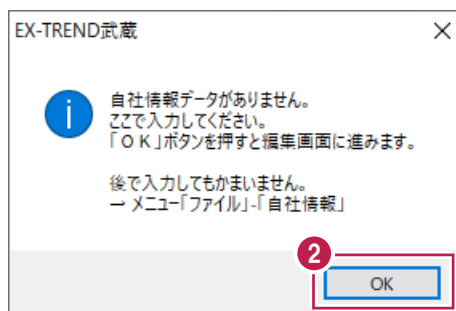 EX-TREND武蔵
自社情報データがありません。
ここで入力してください。
「ＯＫ」ボタンを押すと編集画面に進みます。
後で入力してもかまいません。
→ メニュー「ファイル」-「自社情報」
2
OK